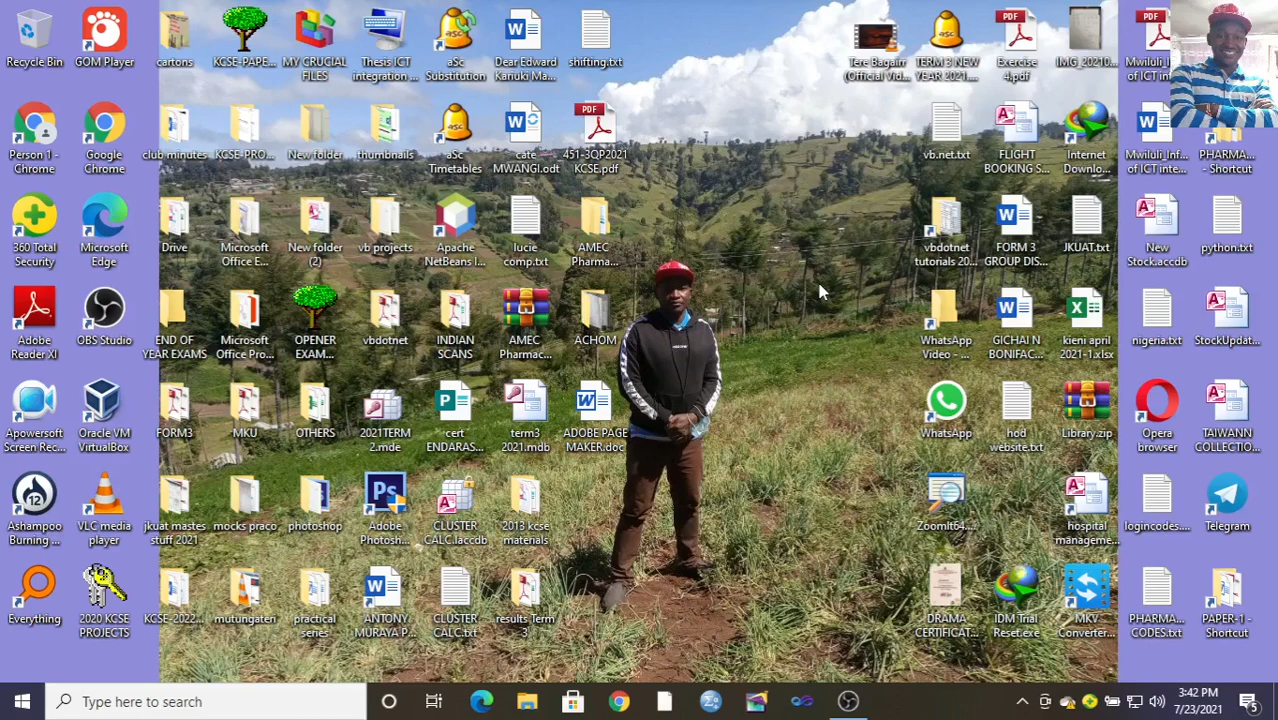 Recycle Bin
GOM Player
cartons
KCSE-PAPE...
MY CRUCIAL
FILES
Thesis ICT
integration ...
aSc
Substitution
Dear Edward
Kariuki Ma...
shifting.txt
Tere Bagairr
(Official Vid...
TERM 3 NEW
YEAR 2021....
Exercise
4.pdf
IMG_20210...
Mwiluli_Inf...
of ICT inte...
Person 1 -
Chrome
Google
Chrome
club minutes
KCSE-PRO...
New folder
thumbnails
aSc
Timetables
cate
MWANGI.odt
451-3QP2021
KCSE.pdf
vb.net.txt
FLIGHT
BOOKING S...
Internet
Downlo...
Mwiluli_Inf...
of ICT inte...
PHARMA...
- Shortcut
360 Total
Security
Microsoft
Edge
Drive
Microsoft
Office E...
New folder
(2)
vb projects
Apache
NetBeans I...
lucie
comp.txt
AMEC
Pharma...
vbdotnet
tutorials 20...
FORM 3
GROUP DIS...
JKUAT.txt
New
Stock.accdb
python.txt
Adobe
Reader XI
OBS Studio
END OF
YEAR EXAMS
Microsoft
Office Pro...
OPENER
EXAM...
vbdotnet
INDIAN
SCANS
AMEC
Pharmac...
ACHOM
WhatsApp
Video - ...
GICHAI N
BONIFAC...
kieni april
2021-1.xlsx
nigeria.txt
StockUpdat...
Apowersoft
Screen Rec...
Oracle VM
VirtualBox
FORM3
MKU
OTHERS
2021TERM
2.mde
cert
ENDARAS...
term3
2021.mdb
ADOBE PAGE
MAKER.doc
WhatsApp
hod
website.txt
Library.zip
Opera
browser
TAIWANN
COLLECTIO...
Ashampoo
Burning ...
VLC media
player
jkuat mastes
stuff 2021
mocks praco
photoshop
Adobe
Photosh...
CLUSTER
CALC.laccdb
2013 kcse
materials
ZoomIt64....
hospital
manageme...
logincodes....
Telegram
Everything
2020 KCSE
PROJECTS
KCSE-2022...
mutungateri
practical
series
ANTONY
MURAYA P...
CLUSTER
CALC.txt
results Term
3
DRAMA
CERTIFICAT...
IDM Trial
Reset.exe
MKV
Converter...
PHARMA...
CODES.txt
PAPER-1 -
Shortcut
Type here to search
3:42 PM
7/23/2021
5